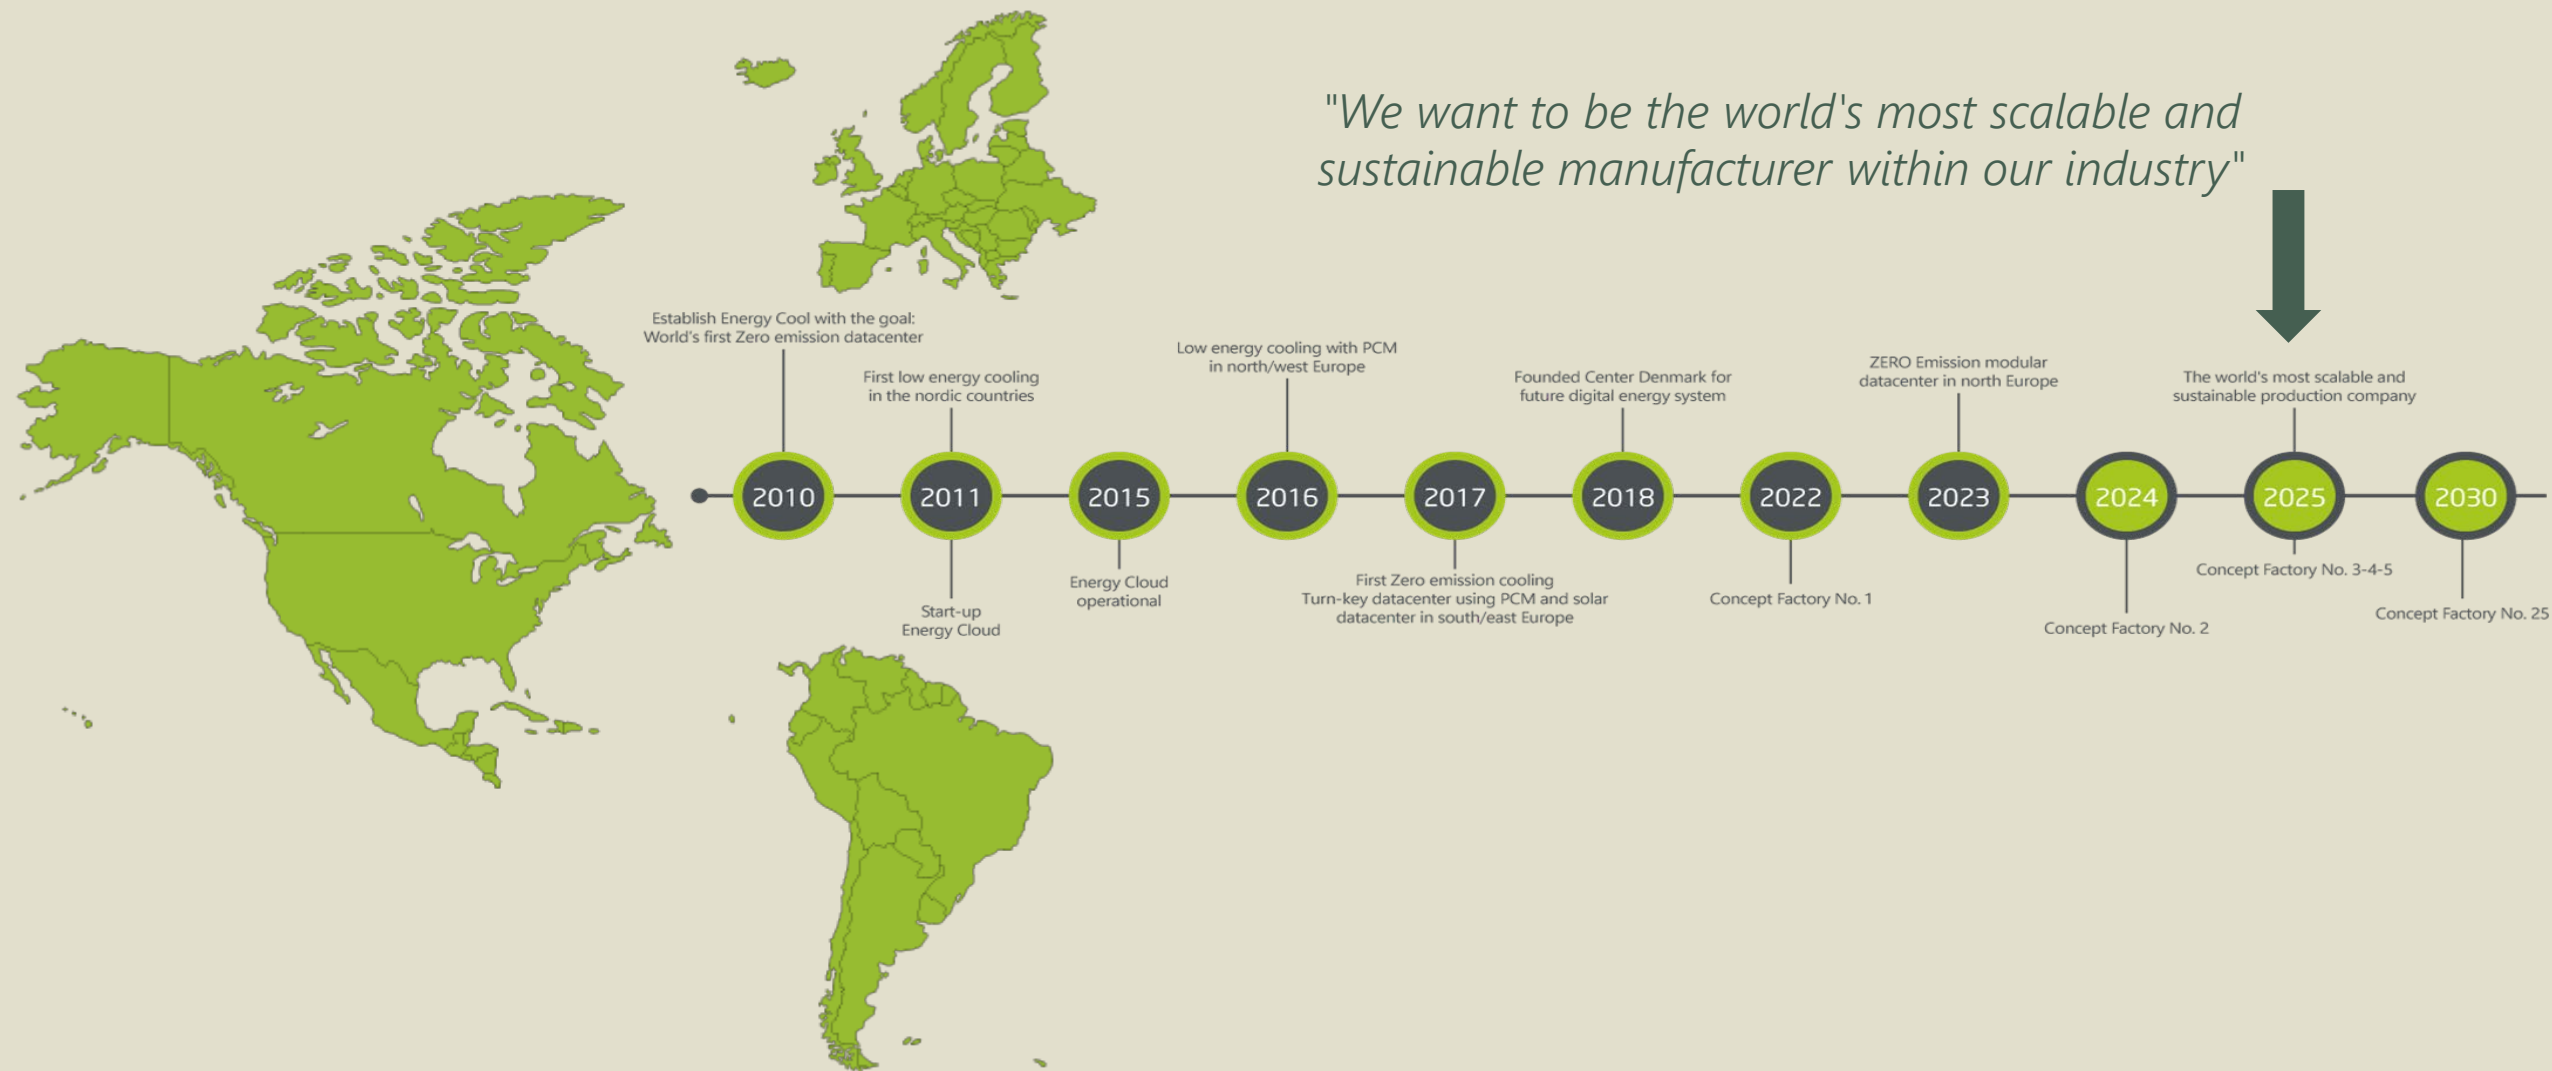 "We want to be the world's most scalable and
sustainable manufacturer within our industry"
Establish Energy Cool with the goal:
World's first Zero emission datacenter
First low energy cooling
in the nordic countries
Low energy cooling with PCM
in north/west Europe
Founded Center Denmark for
future digital energy system
ZERO Emission modular
datacenter in north Europe
The world's most scalable and
sustainable production company
2010
2011
2015
2016
2017
2018
2022
2023
2024
2025
2030
Start-up
Energy Cloud
Energy Cloud
operational
First Zero emission cooling
Turn-key datacenter using PCM and solar
datacenter in south/east Europe
Concept Factory No. 1
Concept Factory No. 2
Concept Factory No. 3-4-5
Concept Factory No. 25